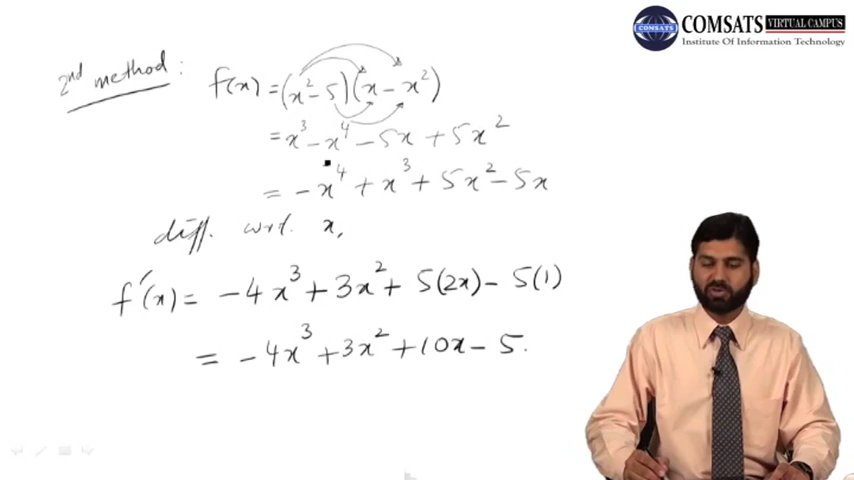 COMSATS VIRTUAL CAMPUS
COMSATS
Institute Of Information Technology
2nd method :
f(x) = (x² - 5)(x - x²)
= x³ - x⁴ - 5x + 5x²
= - x⁴ + x³ + 5x² - 5x
diff. w.r.t. x,
f'(x) = - 4x³ + 3x² + 5(2x) - 5(1)
= - 4x³ + 3x² + 10x - 5.